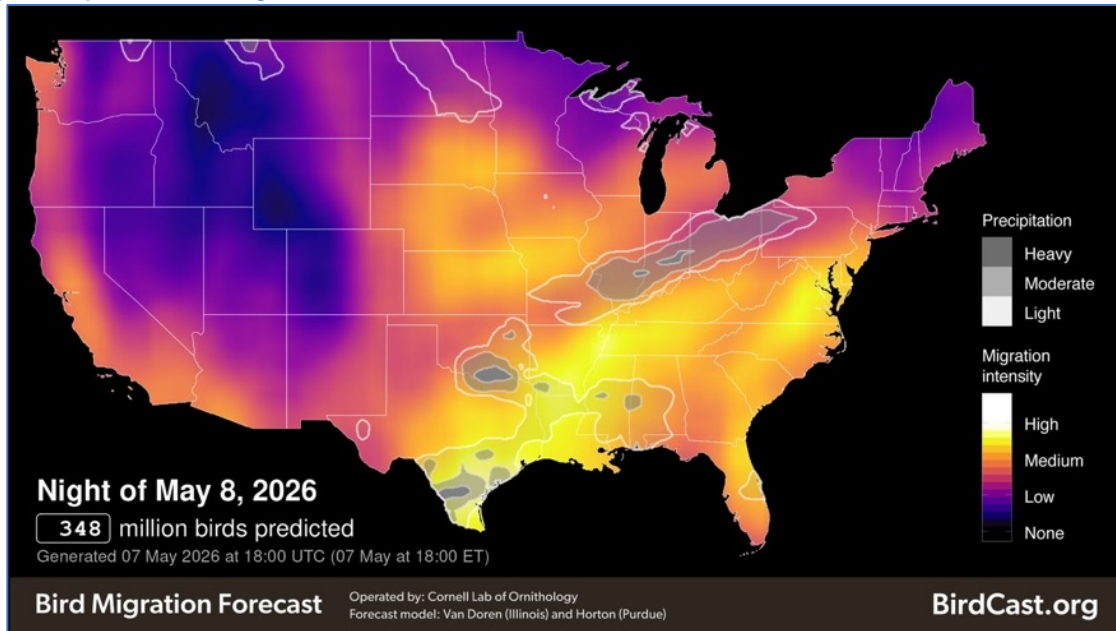 Precipitation
Heavy
Moderate
Light
Migration
intensity
High
Medium
Low
None
Night of May 8, 2026
348 million birds predicted
Generated 07 May 2026 at 18:00 UTC (07 May at 18:00 ET)
Bird Migration Forecast
Operated by: Cornell Lab of Ornithology
Forecast model: Van Doren (Illinois) and Horton (Purdue)
BirdCast.org